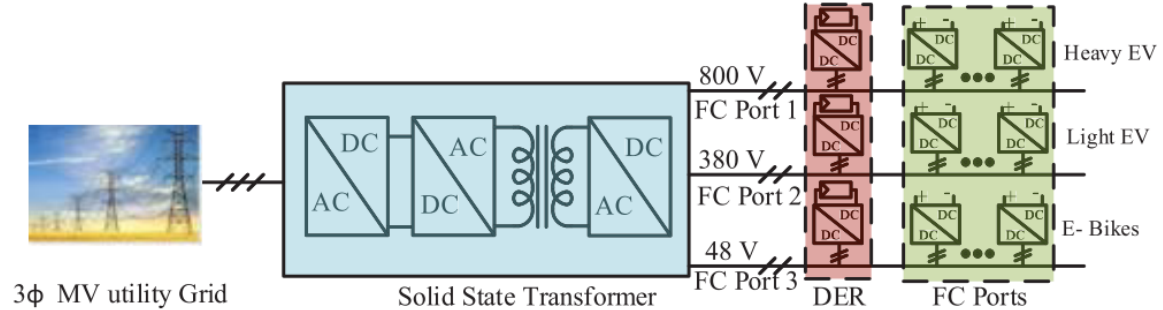 800 V
FC Port 1
380 V
FC Port 2
48 V
FC Port 3
DC
AC
AC
DC
DC
AC
DC
DC
DC
DC
DC
DC
+ -
DC
DC
+ -
DC
DC
Heavy EV
+ -
DC
DC
+ -
DC
DC
Light EV
+ -
DC
DC
+ -
DC
DC
E- Bikes
3ϕ MV utility Grid
Solid State Transformer
DER
FC Ports